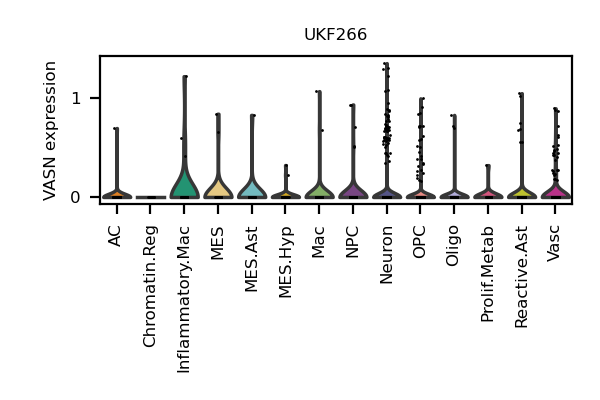 UKF266
VASN expression
1
0
AC
Chromatin.Reg
Inflammatory.Mac
MES
MES.Ast
MES.Hyp
Mac
NPC
Neuron
OPC
Oligo
Prolif.Metab
Reactive.Ast
Vasc